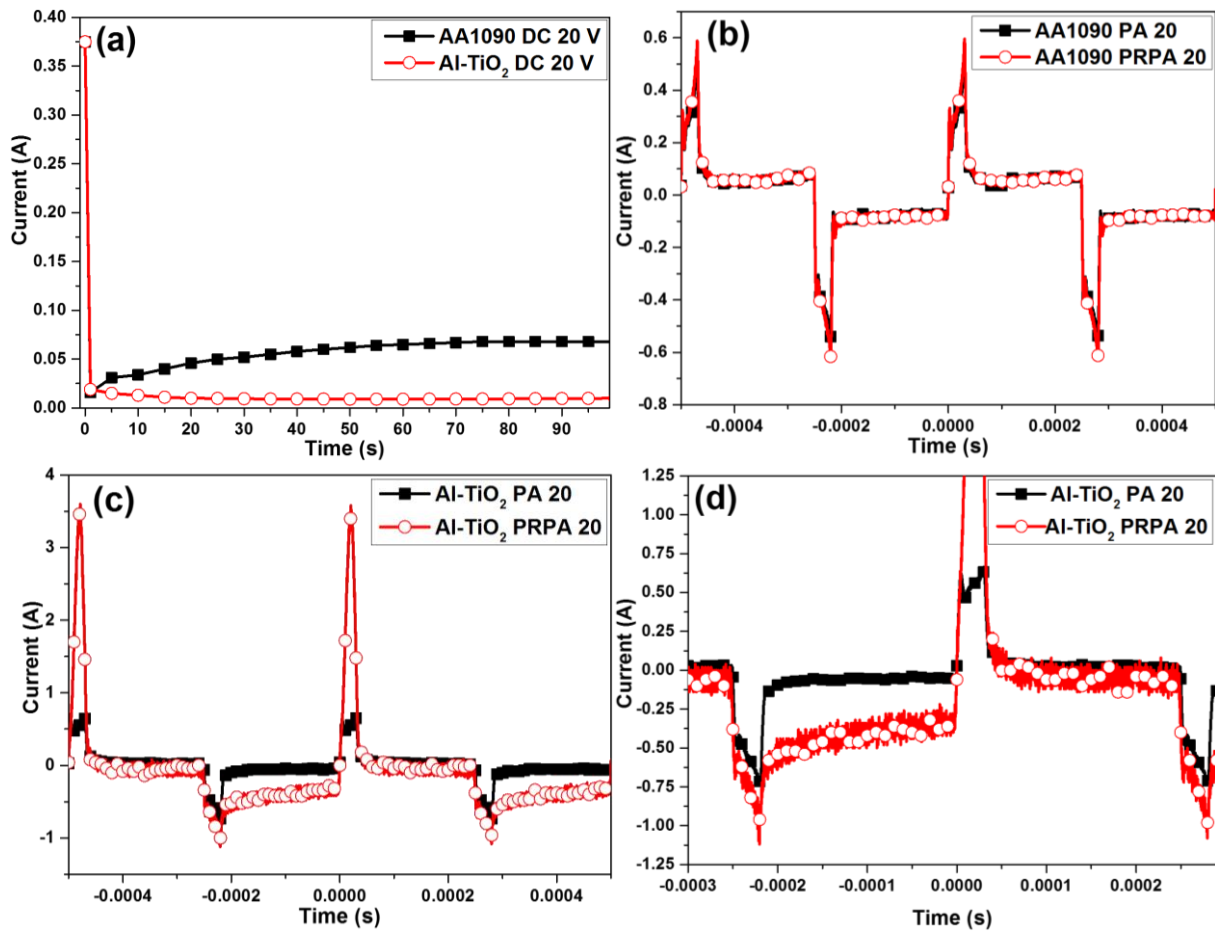 (a)
AA1090 DC 20 V
Al-TiO2 DC 20 V
Current (A)
0.40
0.35
0.30
0.25
0.20
0.15
0.10
0.05
0.00
0 10 20 30 40 50 60 70 80 90
Time (s)
(b)
AA1090 PA 20
AA1090 PRPA 20
Current (A)
0.6
0.4
0.2
0.0
-0.2
-0.4
-0.6
-0.8
-0.0004 -0.0002 0.0000 0.0002 0.0004
Time (s)
(c)
Al-TiO2 PA 20
Al-TiO2 PRPA 20
Current (A)
4
3
2
1
0
-1
-0.0004 -0.0002 0.0000 0.0002 0.0004
Time (s)
(d)
Al-TiO2 PA 20
Al-TiO2 PRPA 20
Current (A)
1.25
1.00
0.75
0.50
0.25
0.00
-0.25
-0.50
-0.75
-1.00
-1.25
-0.0003 -0.0002 -0.0001 0.0000 0.0001 0.0002
Time (s)